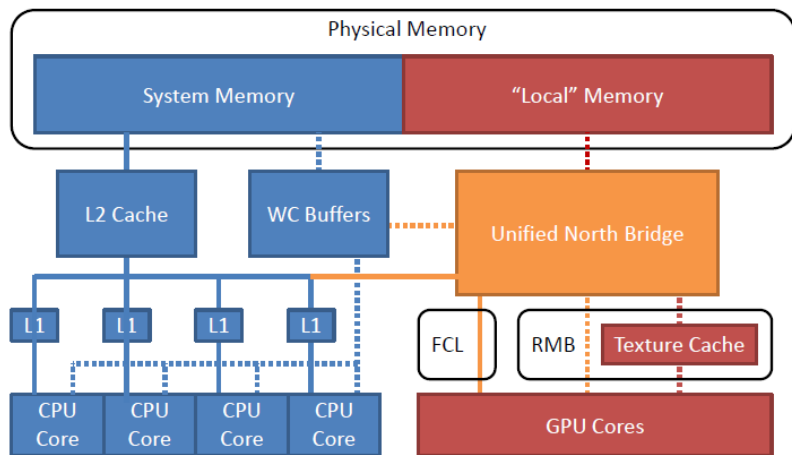 Physical Memory
System Memory
“Local” Memory
L2 Cache
WC Buffers
Unified North Bridge
L1
L1
L1
L1
FCL
RMB
Texture Cache
CPU
Core
CPU
Core
CPU
Core
CPU
Core
GPU Cores